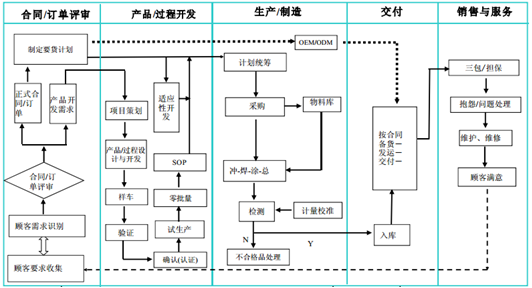 合同/订单评审
产品/过程开发
生产/制造
交付
销售与服务
制定要货计划
正式合
同/订
单
产品开
发需求
合同/订
单评审
顾客需求识别
顾客要求收集
项目策划
产品/过程设
计与开发
样车
验证
确认(认证)
适应
性开
发
SOP
零批量
试生产
OEM/ODM
计划统筹
采购
物料库
冲-焊-涂-总
检测
计量校准
N
Y
不合格品处理
按合同
备货－
发运－
交付－
入库
三包/担保
抱怨/问题处理
维护、维修
顾客满意